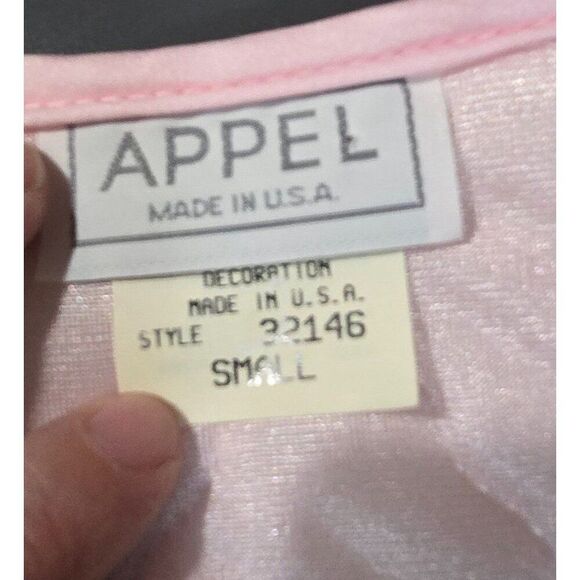 APPEL
MADE IN U.S.A.
DECORATION
MADE IN U.S.A.
STYLE 32146
SMALL